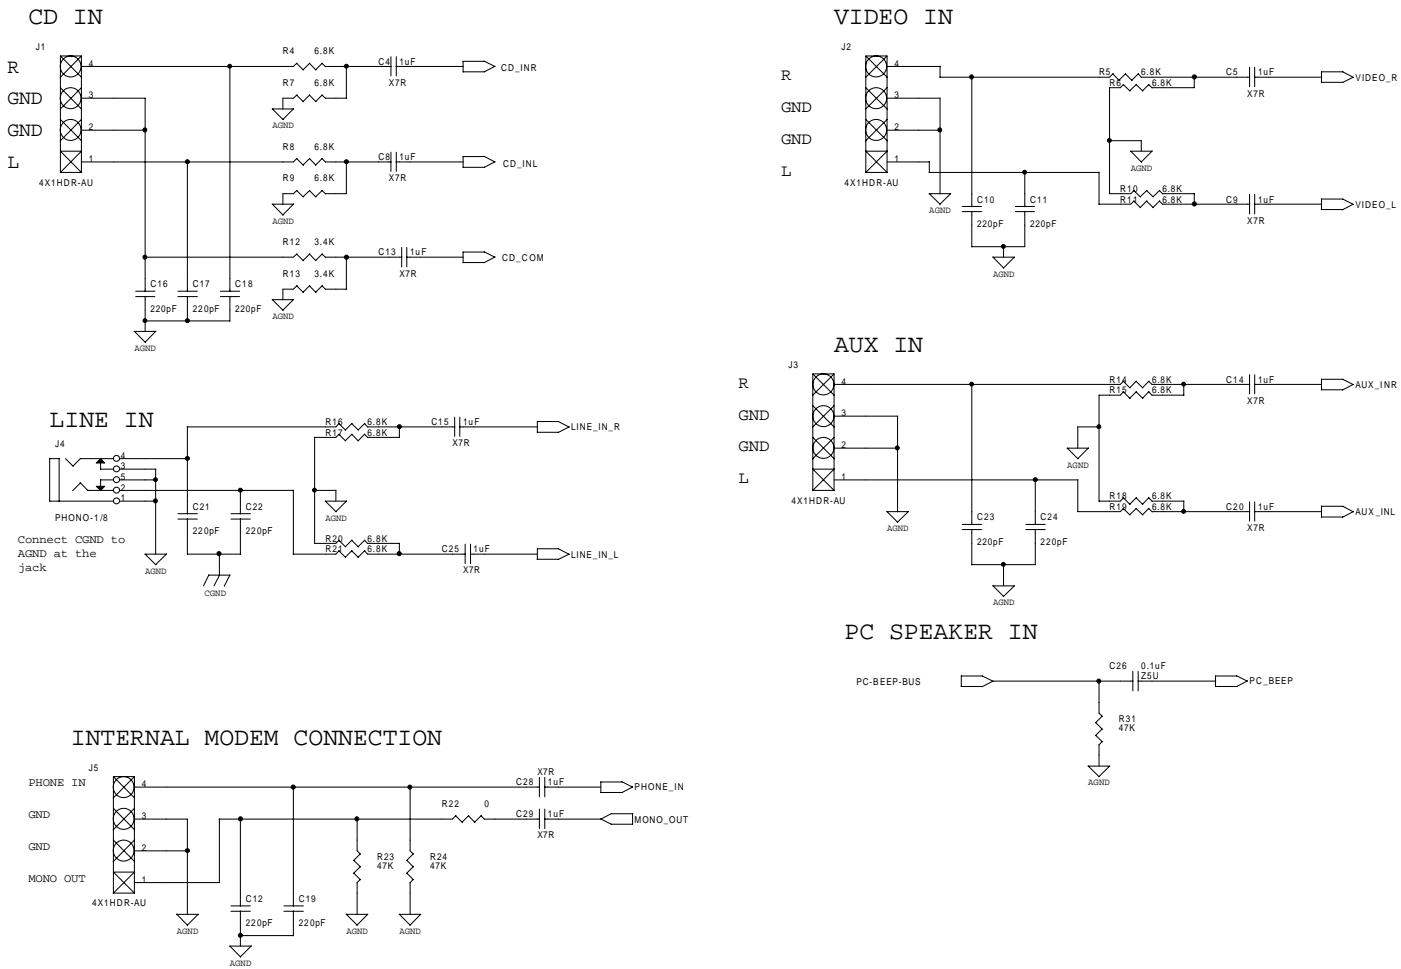 CD IN
J1
R
GND
GND
L
4
3
2
1
4X1HDR-AU
R4 6.8K
C4 1uF
X7R
CD_INR
R7 6.8K
AGND
R8 6.8K
C8 1uF
X7R
CD_INL
R9 6.8K
AGND
R12 3.4K
C13 1uF
X7R
CD_COM
R13 3.4K
AGND
C16
220pF
C17
220pF
C18
220pF
AGND
VIDEO IN
J2
R
GND
GND
L
4
3
2
1
4X1HDR-AU
AGND
R5 6.8K
R6 6.8K
C5 1uF
X7R
VIDEO_R
AGND
R10 6.8K
R11 6.8K
C9 1uF
X7R
VIDEO_L
C10
220pF
C11
220pF
AGND
LINE IN
J4
4
3
5
2
1
PHONO-1/8
Connect CGND to
AGND at the
jack
AGND
R16 6.8K
R17 6.8K
C15 1uF
X7R
LINE_IN_R
AGND
C21
220pF
C22
220pF
CGND
R20 6.8K
R21 6.8K
C25 1uF
X7R
LINE_IN_L
AUX IN
J3
R
GND
GND
L
4
3
2
1
4X1HDR-AU
AGND
R14 6.8K
R15 6.8K
C14 1uF
X7R
AUX_INR
AGND
R18 6.8K
R19 6.8K
C20 1uF
X7R
AUX_INL
C23
220pF
C24
220pF
AGND
PC SPEAKER IN
PC-BEEP-BUS
C26 0.1uF
Z5U
PC_BEEP
R31
47K
AGND
INTERNAL MODEM CONNECTION
J5
PHONE IN
GND
GND
MONO OUT
4
3
2
1
4X1HDR-AU
AGND
X7R
C28 1uF
PHONE_IN
R22 0
C29 1uF
X7R
MONO_OUT
R23
47K
R24
47K
AGND
AGND
C12
220pF
C19
220pF
AGND